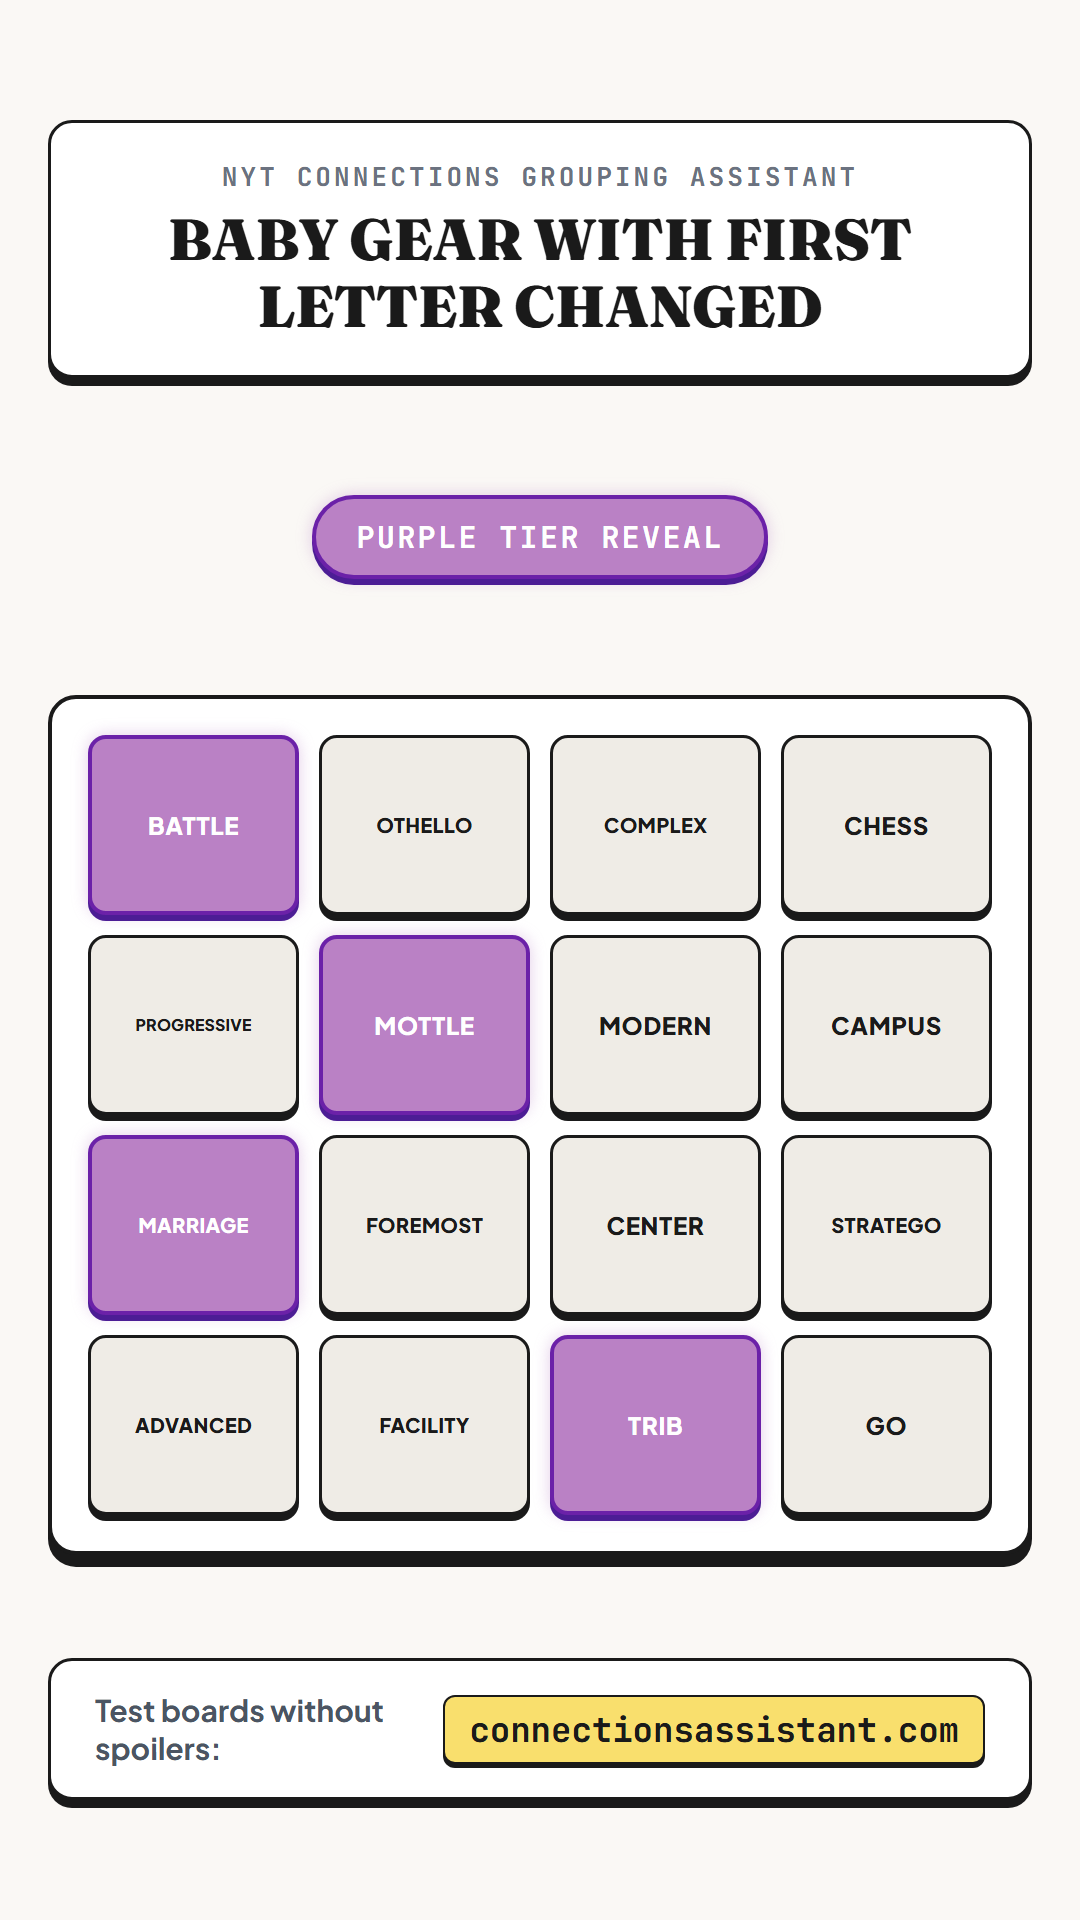 NYT CONNECTIONS GROUPING ASSISTANT
BABY GEAR WITH FIRST
LETTER CHANGED
PURPLE TIER REVEAL
BATTLE OTHELLO COMPLEX CHESS
PROGRESSIVE MOTTLE MODERN CAMPUS
MARRIAGE FOREMOST CENTER STRATEGO
ADVANCED FACILITY TRIB GO
Test boards without
spoilers:
connectionsassistant.com